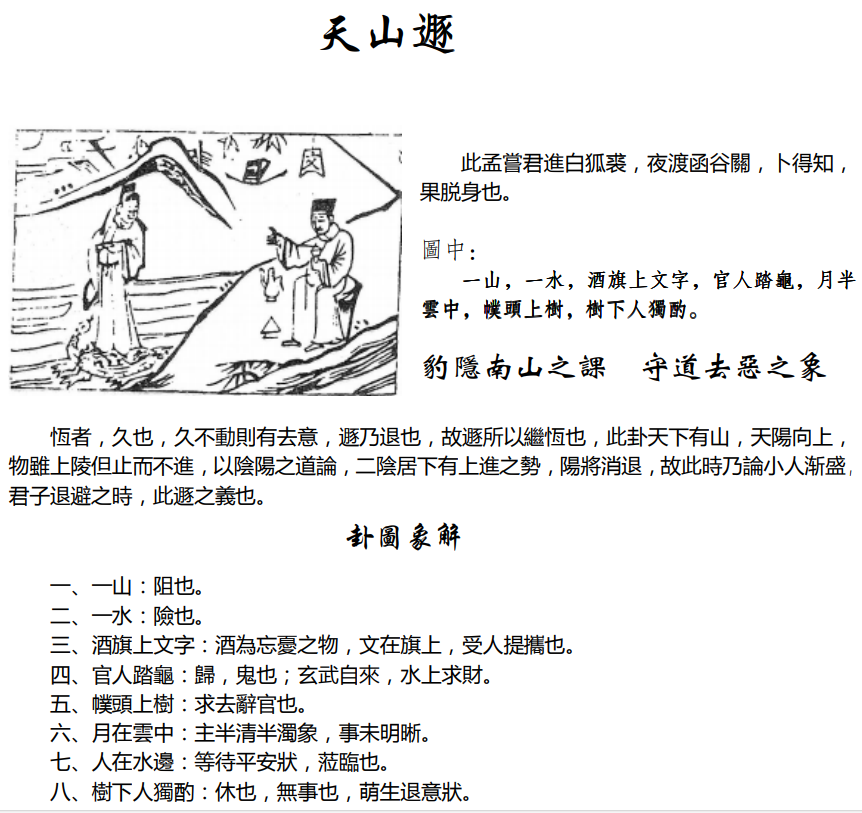 天山遯
此孟嘗君進白狐裘，夜渡函谷關，卜得知，
果脱身也。
圖中：
一山，一水，酒旗上文字，官人踏龜，月半
雲中，幞頭上樹，樹下人獨酌。
豹隱南山之課　守道去惡之象
恆者，久也，久不動則有去意，遯乃退也，故遯所以繼恆也，此卦天下有山，天陽向上，
物雖上陵但止而不進，以陰陽之道論，二陰居下有上進之勢，陽將消退，故此時乃論小人渐盛，
君子退避之時，此遯之義也。
卦圖象解
一、一山：阻也。
二、一水：險也。
三、酒旗上文字：酒為忘憂之物，文在旗上，受人提攜也。
四、官人踏龜：歸，鬼也；玄武自來，水上求財。
五、幞頭上樹：求去辭官也。
六、月在雲中：主半清半濁象，事未明晰。
七、人在水邊：等待平安狀，蒞臨也。
八、樹下人獨酌：休也，無事也，萌生退意狀。